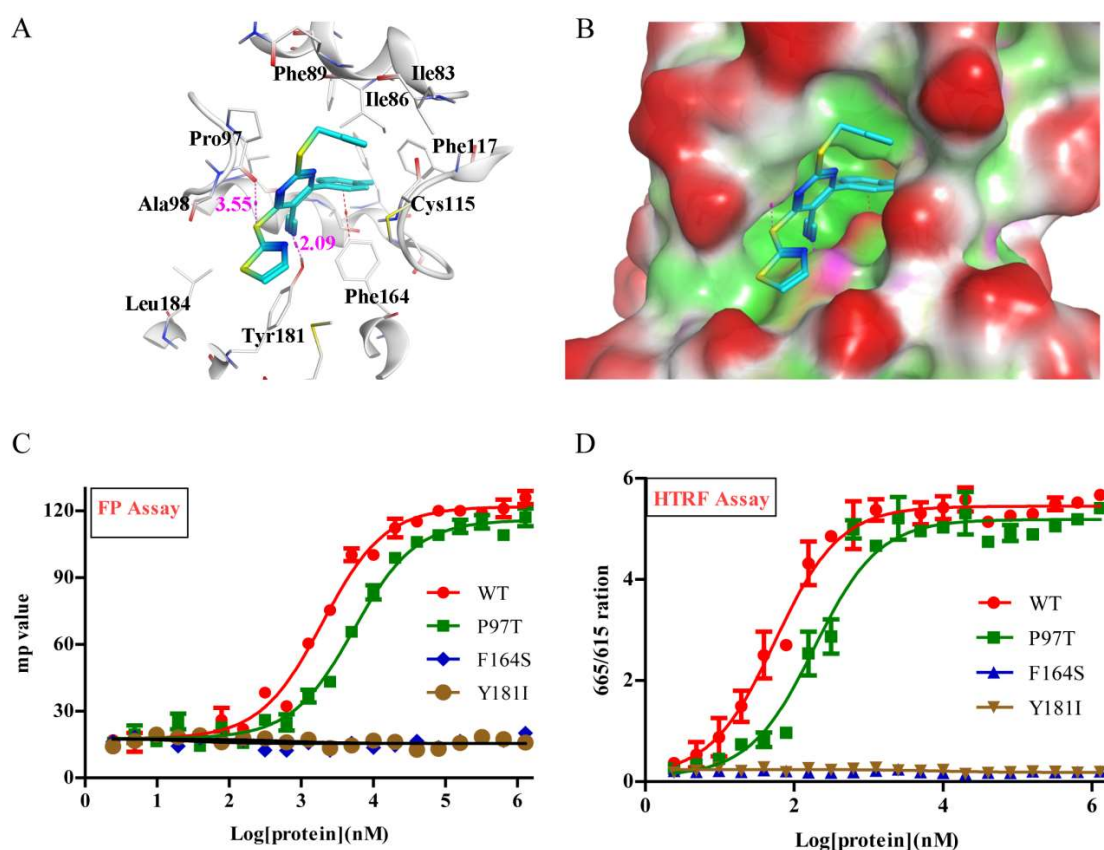 A
B
Phe89
Ile83
Ile86
Pro97
Phe117
Ala98
3.55
Cys115
2.09
Leu184
Phe164
Tyr181
C
D
FP Assay
120
90
60
30
0
mp value
WT
P97T
F164S
Y181I
0 1 2 3 4 5 6
Log[protein](nM)
HTRF Assay
6
4
2
0
665/615 ration
WT
P97T
F164S
Y181I
0 2 4 6
Log[protein](nM)